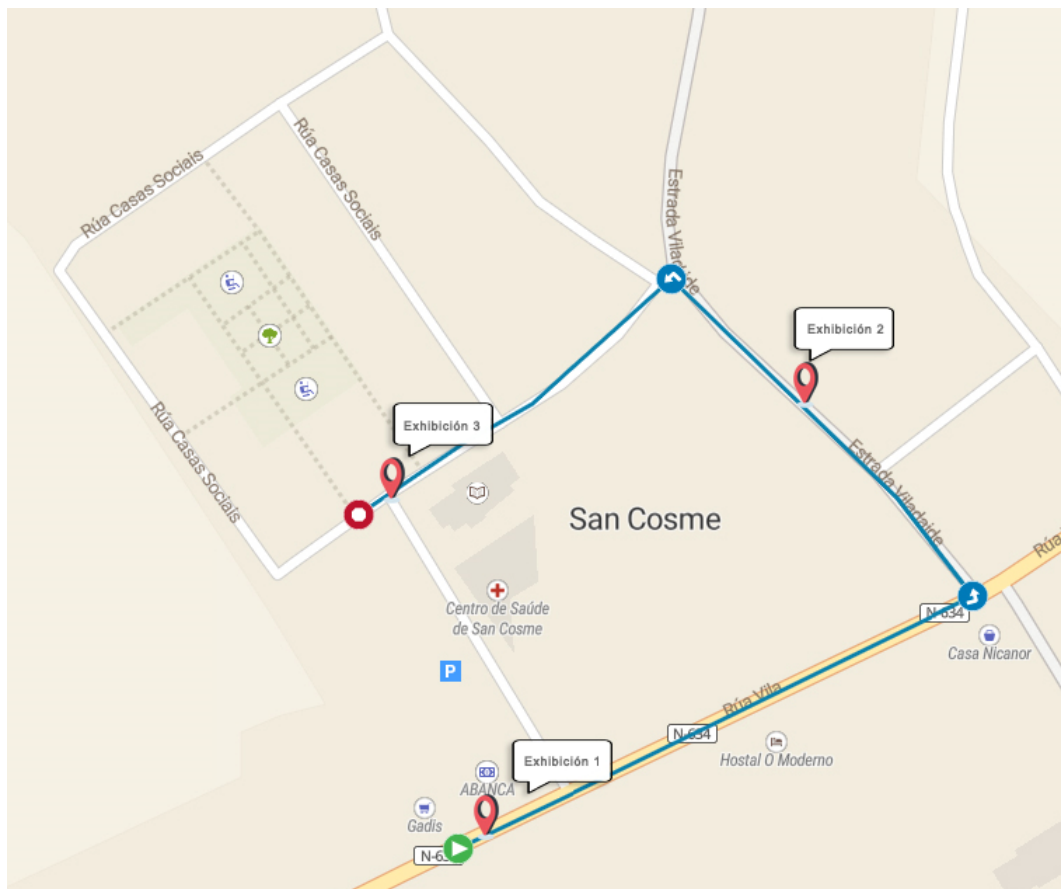 Rúa Casas Sociais
Rúa Casas Sociais
Estrada Viladaide
Exhibición 2
Rúa Casas Sociais
Exhibición 3
Estrada Viladaide
San Cosme
Rúa
Centro de Saúde
de San Cosme
N-634
Casa Nicanor
P
Rúa Vila
N-634
Hostal O Moderno
Exhibición 1
ABANCA
Gadis